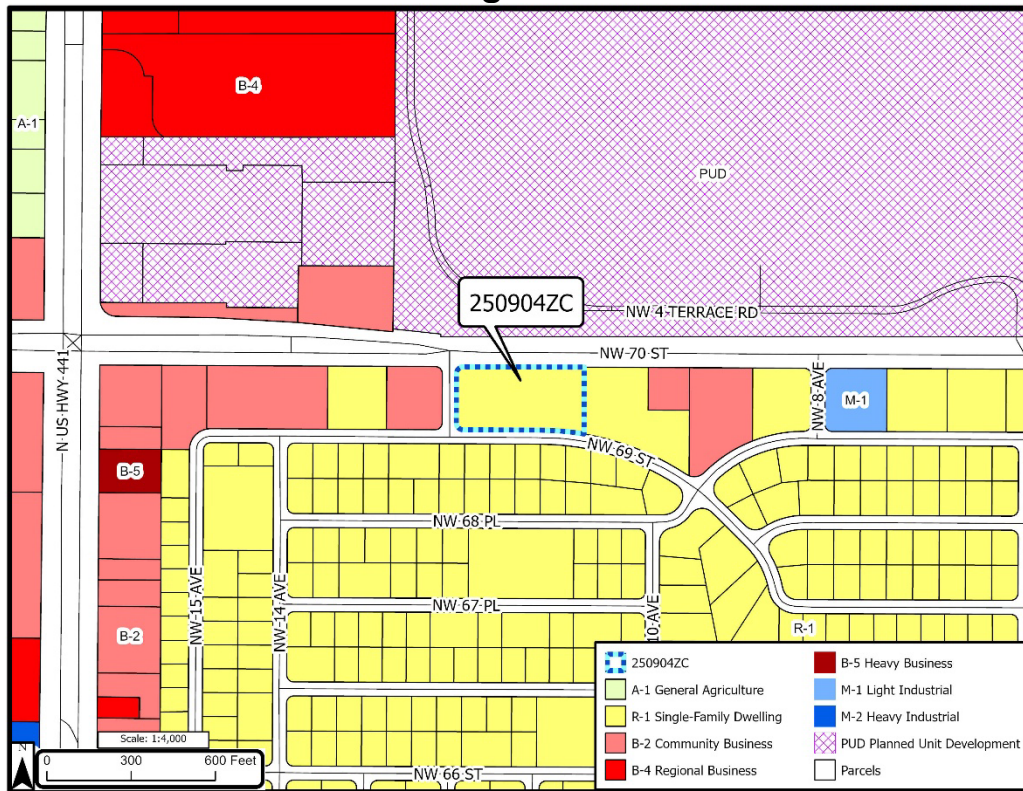 B-4
A-1
PUD
250904ZC
NW 4 TERRACE RD
NW 70 ST
N US HWY 441
NW 8 AVE
M-1
NW 69 ST
B-5
NW 68 PL
NW 15 AVE
NW 14 AVE
NW 67 PL
10 AVE
R-1
B-2
NW 66 ST
Scale: 1:4,000
N
0 300 600 Feet
250904ZC
A-1 General Agriculture
R-1 Single-Family Dwelling
B-2 Community Business
B-4 Regional Business
B-5 Heavy Business
M-1 Light Industrial
M-2 Heavy Industrial
PUD Planned Unit Development
Parcels